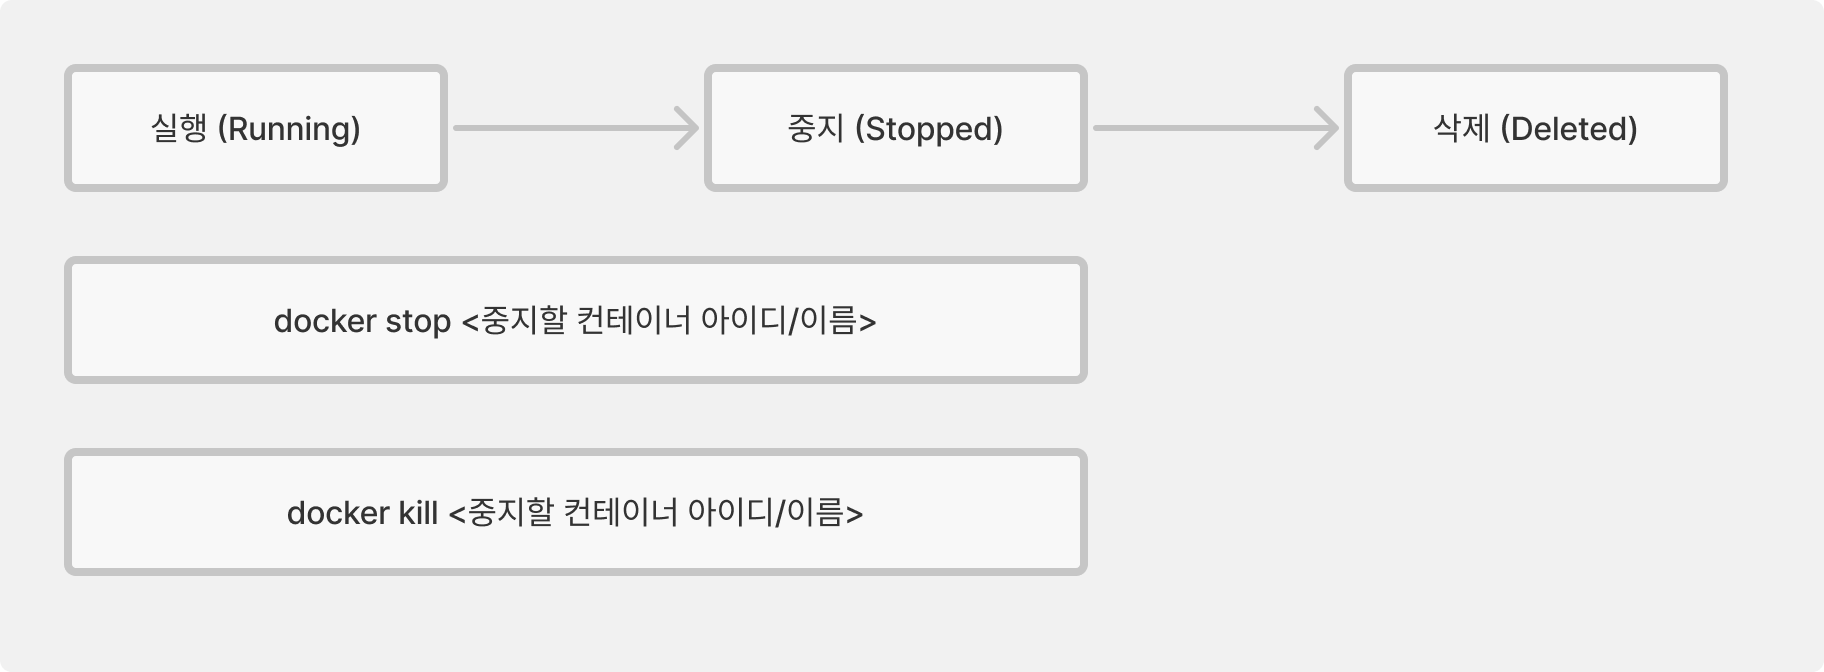 실행 (Running)
중지 (Stopped)
삭제 (Deleted)
docker stop <중지할 컨테이너 아이디/이름>
docker kill <중지할 컨테이너 아이디/이름>